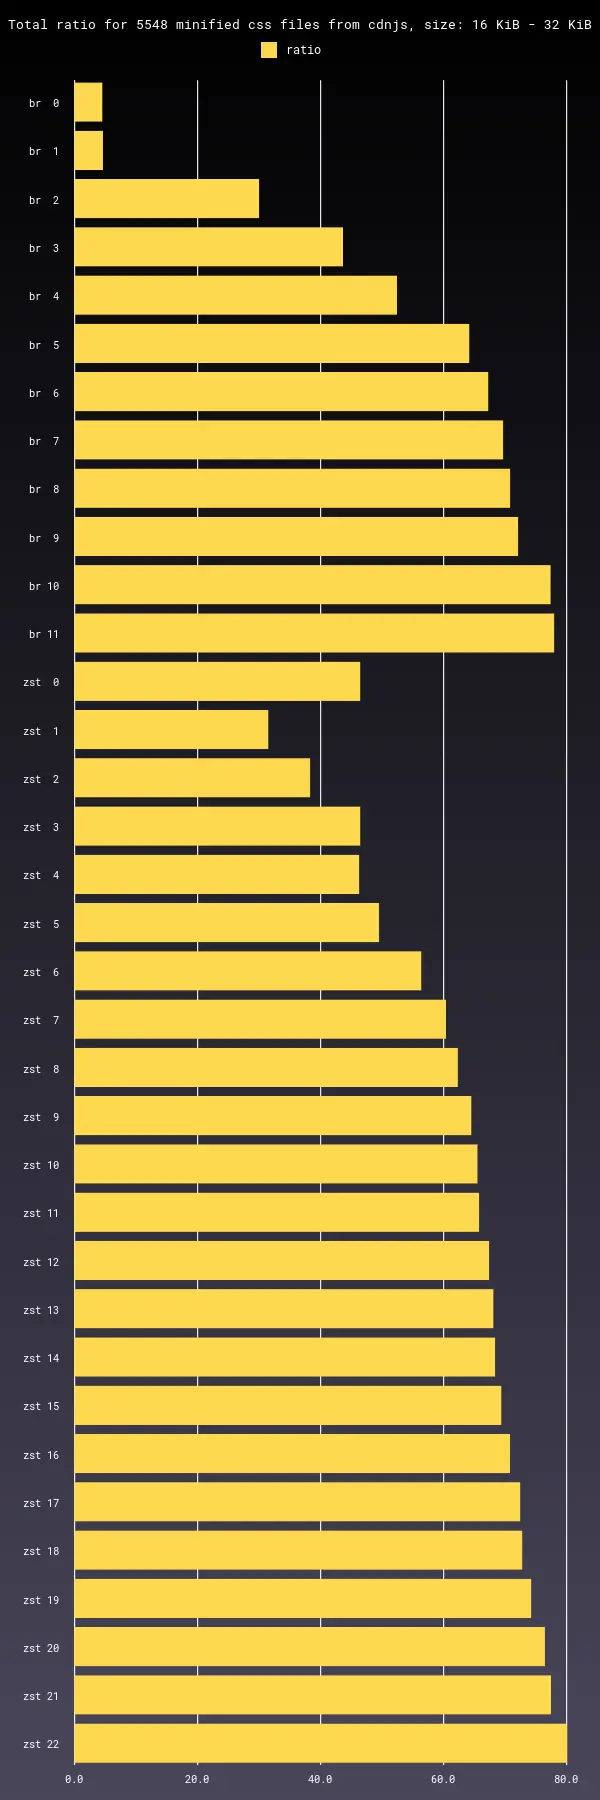 Total ratio for 5548 minified css files from cdnjs, size: 16 KiB - 32 KiB
ratio
br 0
br 1
br 2
br 3
br 4
br 5
br 6
br 7
br 8
br 9
br 10
br 11
zst 0
zst 1
zst 2
zst 3
zst 4
zst 5
zst 6
zst 7
zst 8
zst 9
zst 10
zst 11
zst 12
zst 13
zst 14
zst 15
zst 16
zst 17
zst 18
zst 19
zst 20
zst 21
zst 22
0.0 20.0 40.0 60.0 80.0